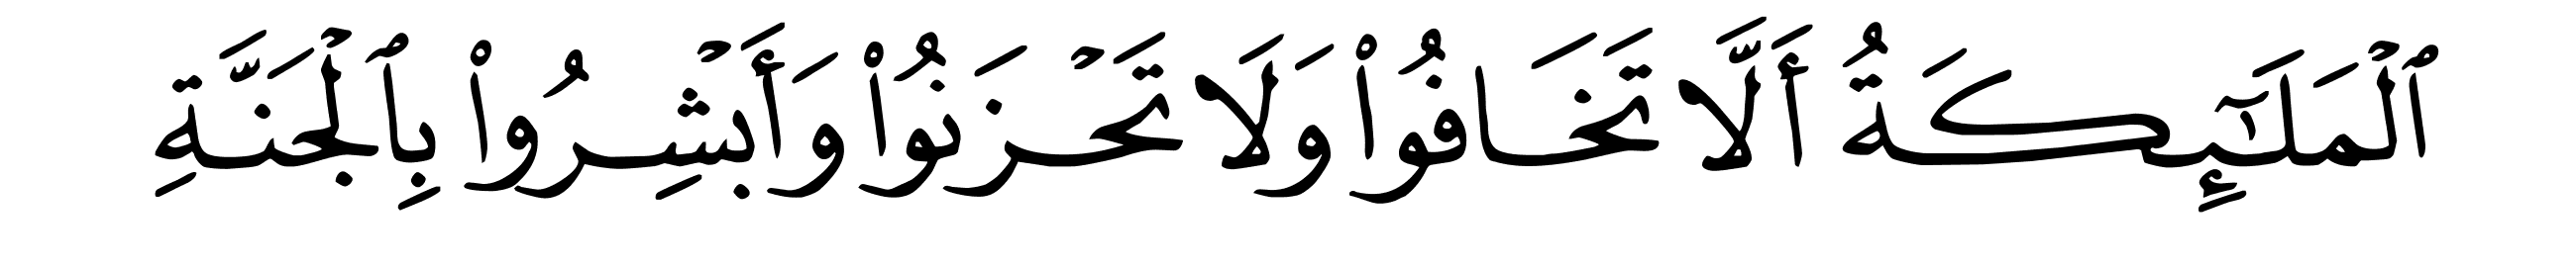 ٱلۡمَلَـٰٓئِكَةُ أَلَّا تَخَافُواْ وَلَا تَحۡزَنُواْ وَأَبۡشِرُواْ بِٱلۡجَنَّةِ